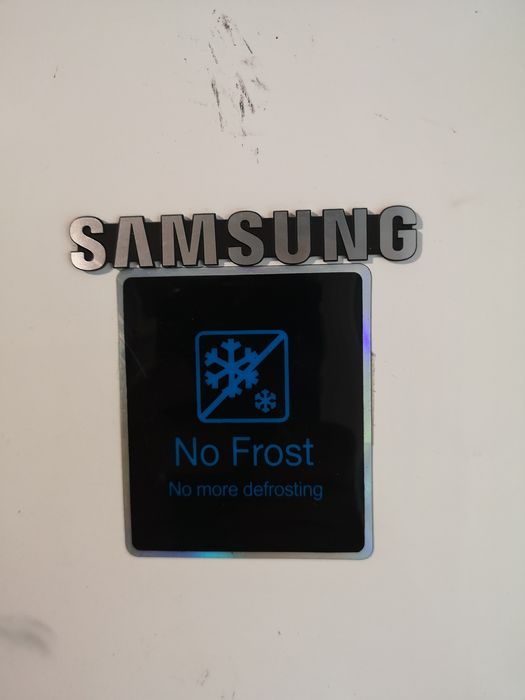 SAMSUNG
No Frost
No more defrosting